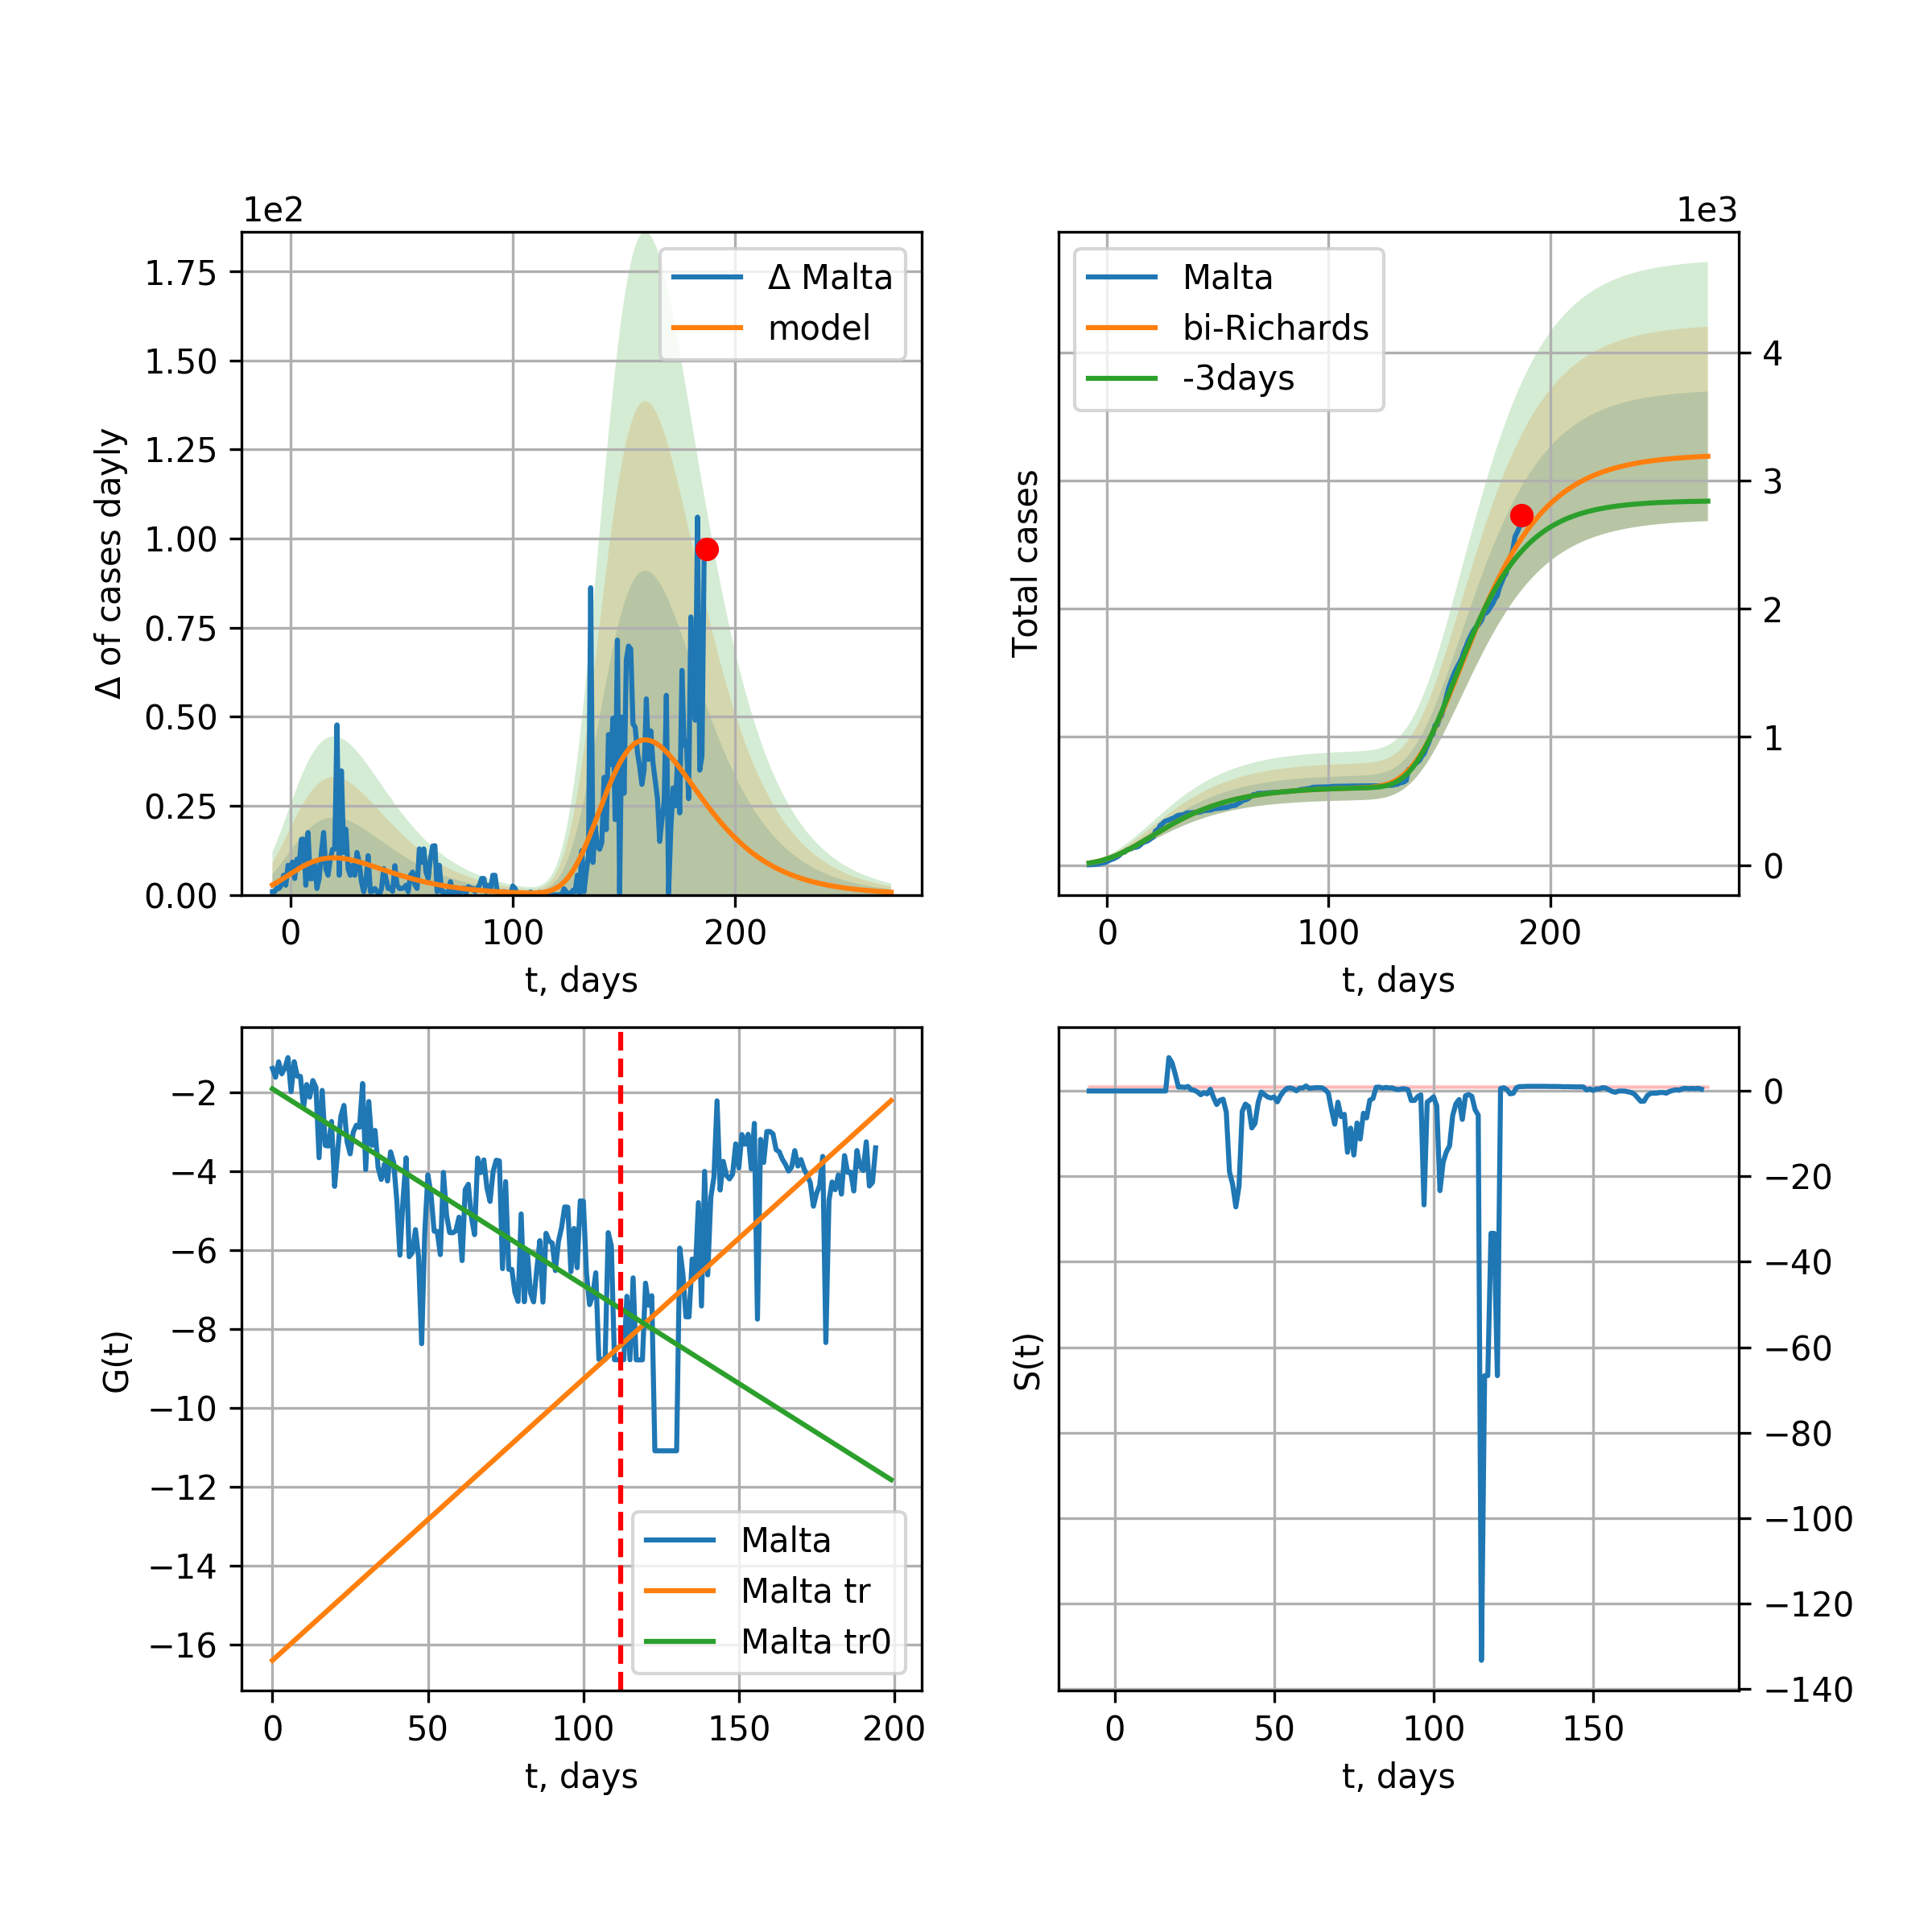 1e2
1.75
1.50
1.25
1.00
0.75
0.50
0.25
0.00
Δ of cases dayly
Δ Malta
model
0
100
200
t, days
1e3
Malta
bi-Richards
-3days
Total cases
4
3
2
1
0
0
100
200
t, days
−2
−4
−6
−8
−10
−12
−14
−16
G(t)
Malta
Malta tr
Malta tr0
0
50
100
150
200
t, days
S(t)
0
−20
−40
−60
−80
−100
−120
−140
0
50
100
150
t, days